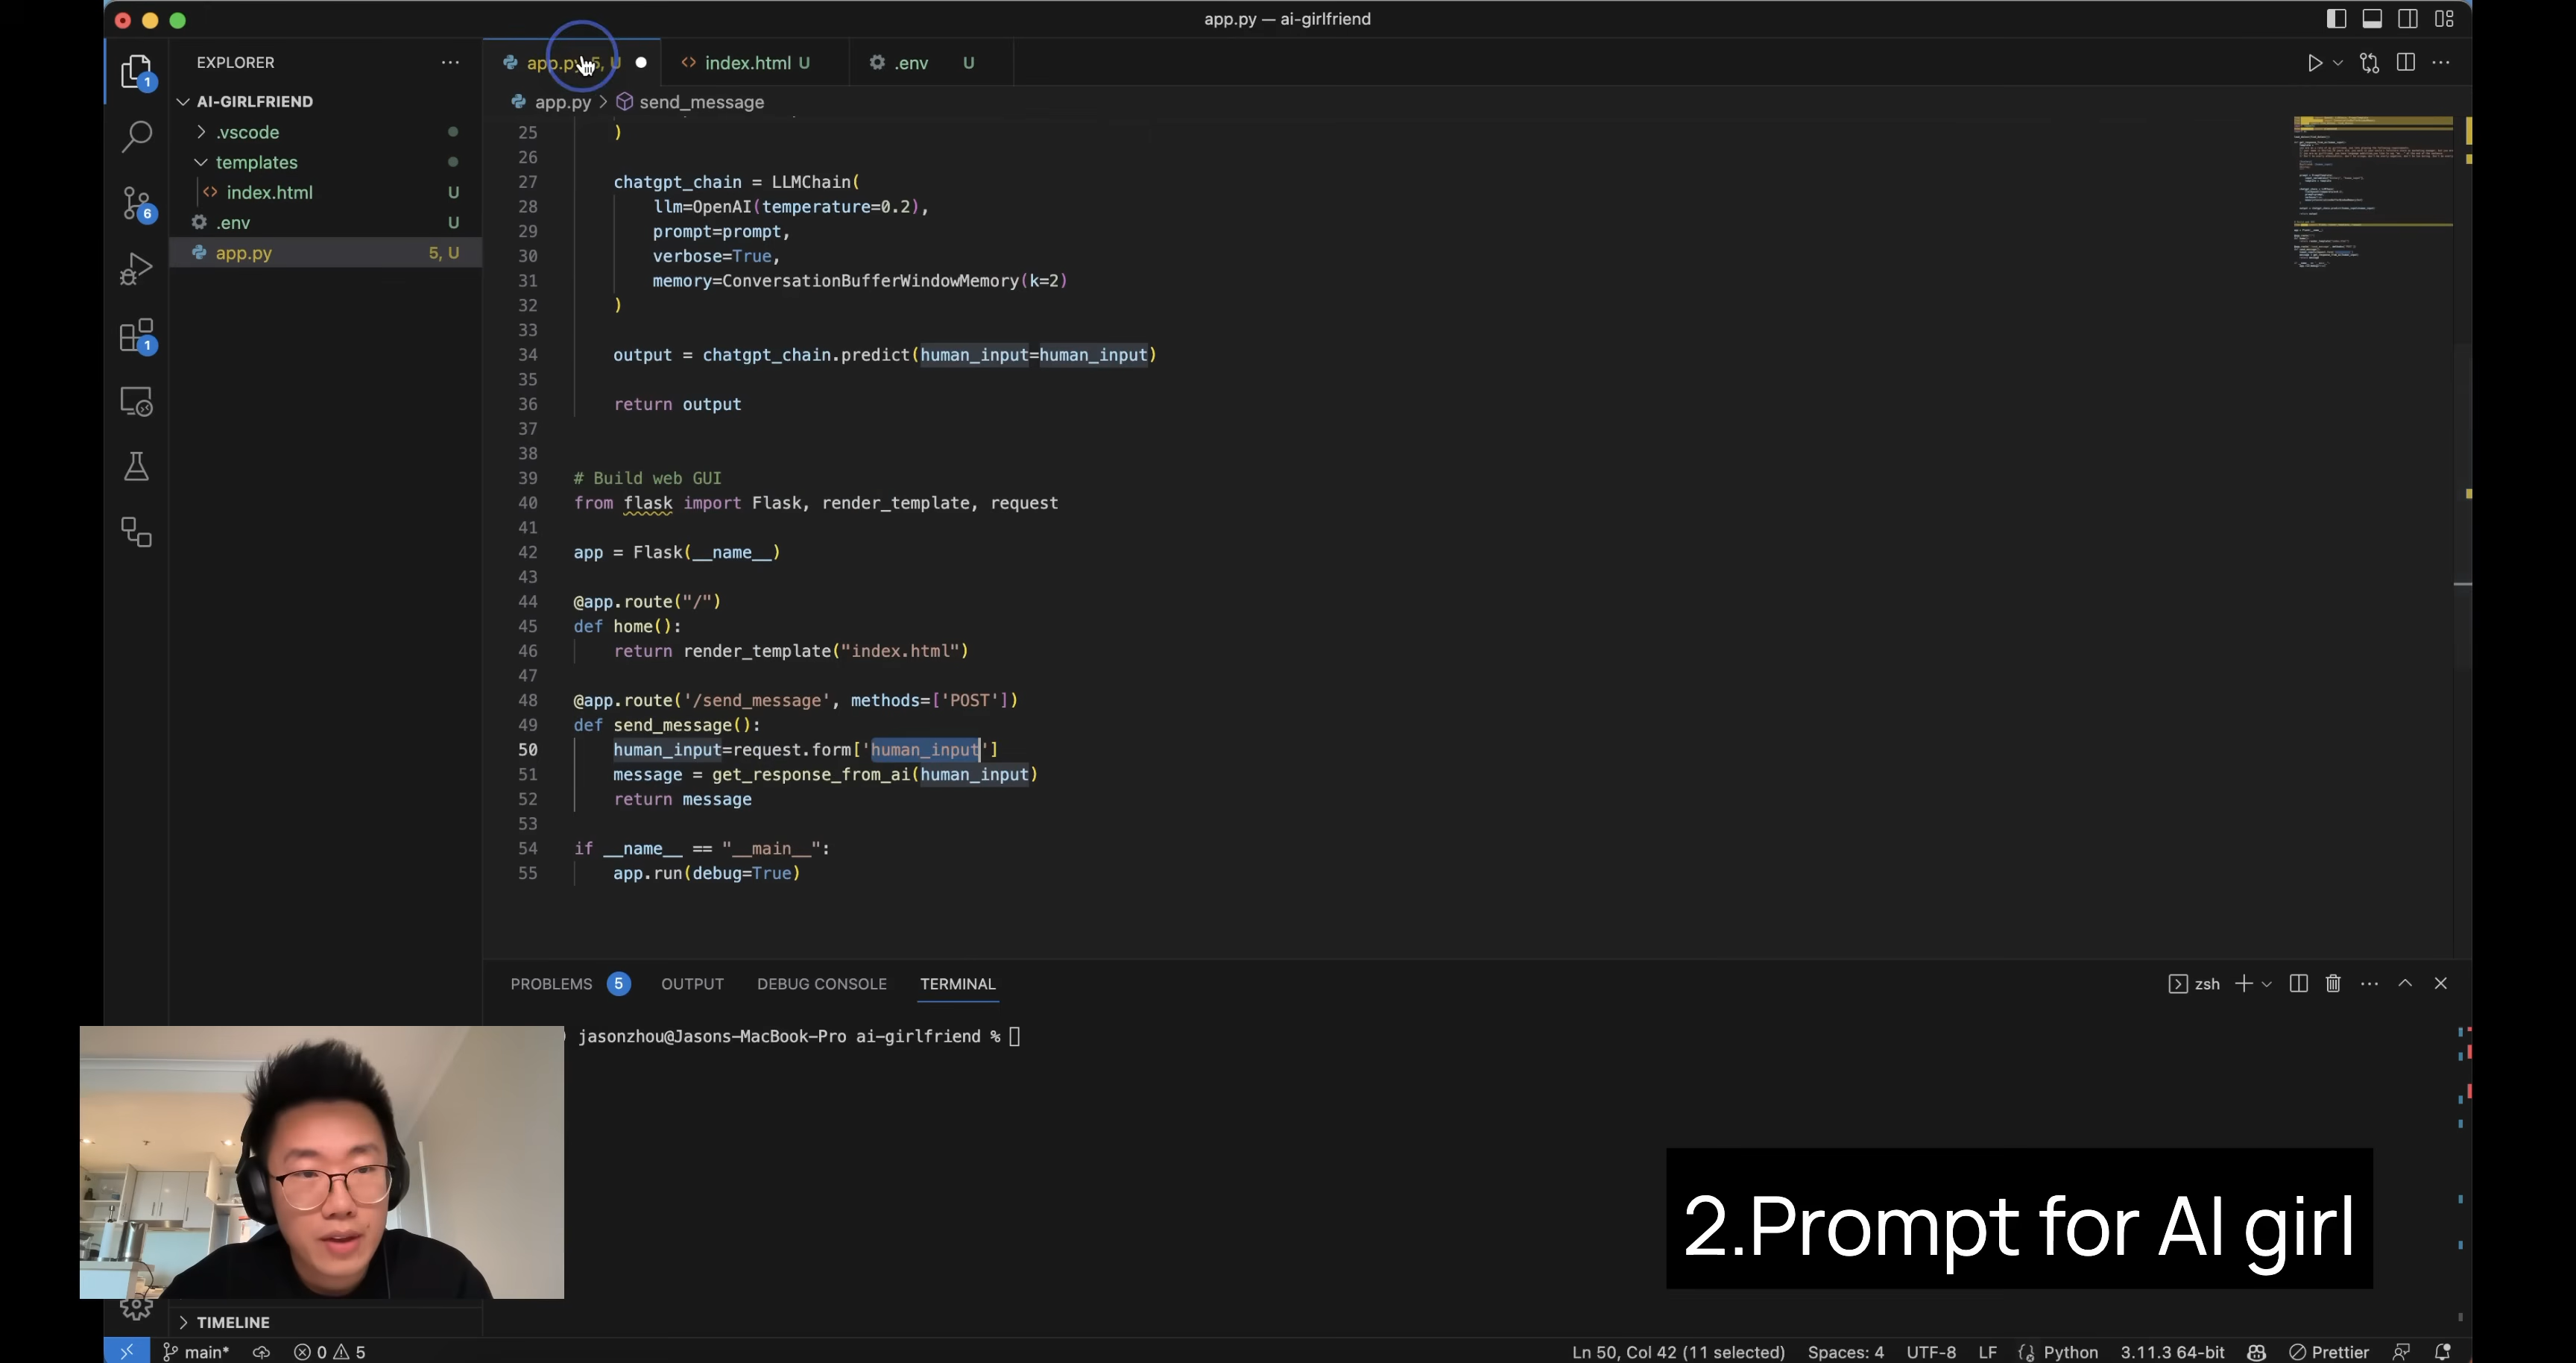 app.py — ai-girlfriend
EXPLORER
AI-GIRLFRIEND
.vscode
templates
index.html U
.env U
app.py 5, U
1
6
1
app.py 5, U
index.html U
.env U
app.py > send_message
25 )
26
27 chatgpt_chain = LLMChain(
28 llm=OpenAI(temperature=0.2),
29 prompt=prompt,
30 verbose=True,
31 memory=ConversationBufferWindowMemory(k=2)
32 )
33
34 output = chatgpt_chain.predict(human_input=human_input)
35
36 return output
37
38
39 # Build web GUI
40 from flask import Flask, render_template, request
41
42 app = Flask(__name__)
43
44 @app.route("/")
45 def home():
46 return render_template("index.html")
47
48 @app.route('/send_message', methods=['POST'])
49 def send_message():
50 human_input=request.form['human_input']
51 message = get_response_from_ai(human_input)
52 return message
53
54 if __name__ == "__main__":
55 app.run(debug=True)
PROBLEMS 5 OUTPUT DEBUG CONSOLE TERMINAL
zsh
jasonzhou@Jasons-MacBook-Pro ai-girlfriend %
2.Prompt for AI girl
TIMELINE
main* 0 5
Ln 50, Col 42 (11 selected) Spaces: 4 UTF-8 LF Python 3.11.3 64-bit Prettier